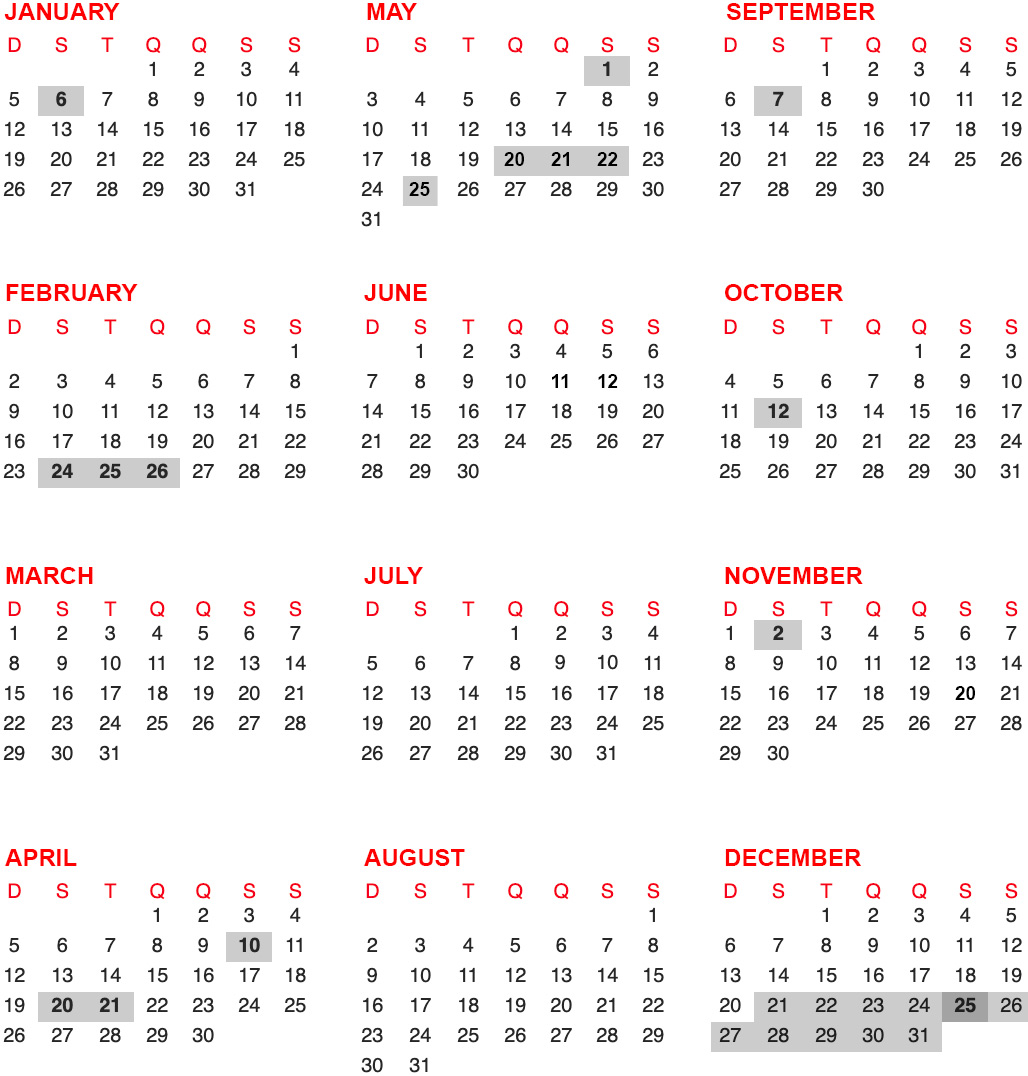 JANUARY
D S T Q Q S S
1 2 3 4
5 6 7 8 9 10 11
12 13 14 15 16 17 18
19 20 21 22 23 24 25
26 27 28 29 30 31
FEBRUARY
D S T Q Q S S
1
2 3 4 5 6 7 8
9 10 11 12 13 14 15
16 17 18 19 20 21 22
23 24 25 26 27 28 29
MARCH
D S T Q Q S S
1 2 3 4 5 6 7
8 9 10 11 12 13 14
15 16 17 18 19 20 21
22 23 24 25 26 27 28
29 30 31
APRIL
D S T Q Q S S
1 2 3 4
5 6 7 8 9 10 11
12 13 14 15 16 17 18
19 20 21 22 23 24 25
26 27 28 29 30
MAY
D S T Q Q S S
1 2
3 4 5 6 7 8 9
10 11 12 13 14 15 16
17 18 19 20 21 22 23
24 25 26 27 28 29 30
31
JUNE
D S T Q Q S S
1 2 3 4 5 6
7 8 9 10 11 12 13
14 15 16 17 18 19 20
21 22 23 24 25 26 27
28 29 30
JULY
D S T Q Q S S
1 2 3 4
5 6 7 8 9 10 11
12 13 14 15 16 17 18
19 20 21 22 23 24 25
26 27 28 29 30 31
AUGUST
D S T Q Q S S
1
2 3 4 5 6 7 8
9 10 11 12 13 14 15
16 17 18 19 20 21 22
23 24 25 26 27 28 29
30 31
SEPTEMBER
D S T Q Q S S
1 2 3 4 5
6 7 8 9 10 11 12
13 14 15 16 17 18 19
20 21 22 23 24 25 26
27 28 29 30
OCTOBER
D S T Q Q S S
1 2 3
4 5 6 7 8 9 10
11 12 13 14 15 16 17
18 19 20 21 22 23 24
25 26 27 28 29 30 31
NOVEMBER
D S T Q Q S S
1 2 3 4 5 6 7
8 9 10 11 12 13 14
15 16 17 18 19 20 21
22 23 24 25 26 27 28
29 30
DECEMBER
D S T Q Q S S
1 2 3 4 5
6 7 8 9 10 11 12
13 14 15 16 17 18 19
20 21 22 23 24 25 26
27 28 29 30 31